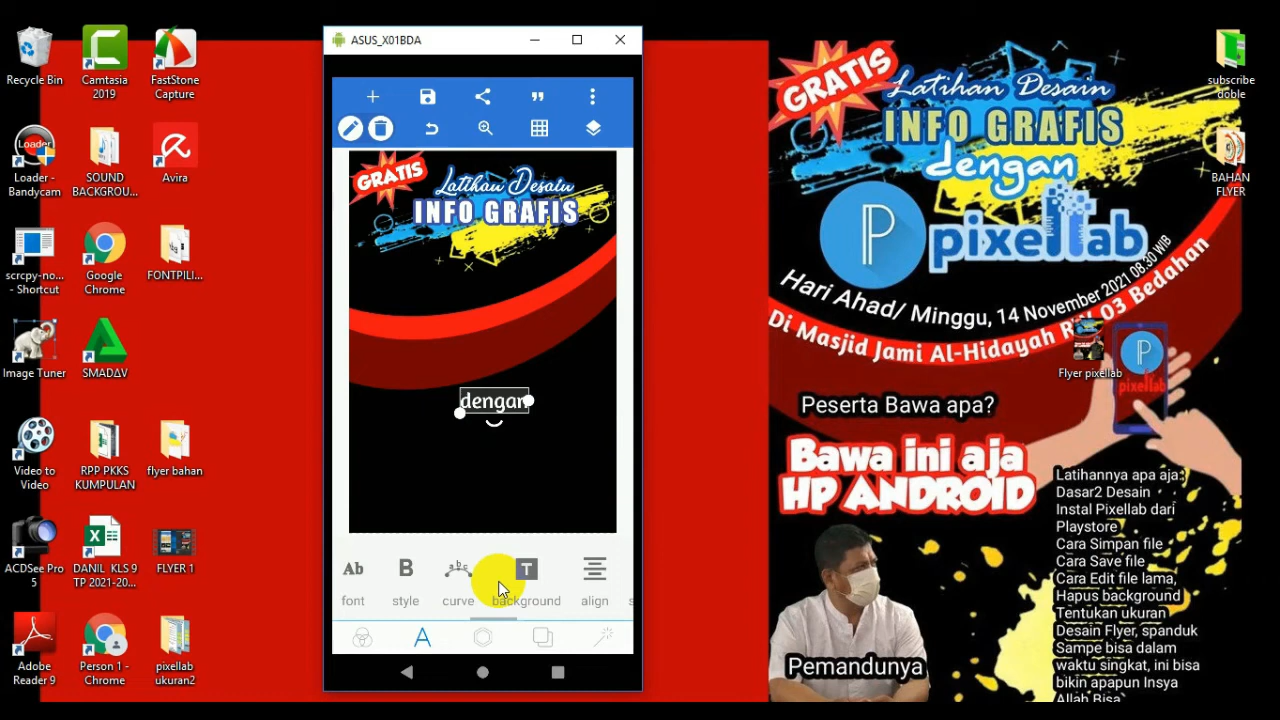 Recycle Bin
Camtasia
2019
FastStone
Capture
Loader
Loader -
Bandycam
SOUND
BACKGROU...
Avira
scrcpy-no...
- Shortcut
Google
Chrome
FONTPILI...
Image Tuner
SMADΔV
Video to
Video
RPP PKKS
KUMPULAN
flyer bahan
ACDSee Pro
5
DANIL KLS 9
TP 2021-20...
FLYER 1
Adobe
Reader 9
Person 1 -
Chrome
pixellab
ukuran2
ASUS_X01BDA
GRATIS
Latihan Desain
INFO GRAFIS
dengan
Ab
B
abc
T
font
style
curve
background
align
s
A
GRATIS
Latihan Desain
INFO GRAFIS
dengan
P
pixellab
Hari Ahad/ Minggu, 14 November 2021 08.30 WIB
Di Masjid Jami Al-Hidayah RW 03 Bedahan
Flyer pixellab
P
pixellab
Peserta Bawa apa?
Bawa ini aja
HP ANDROID
Latihannya apa aja:
Dasar2 Desain
Instal Pixellab dari
Playstore
Cara Simpan file
Cara Save file
Cara Edit file lama,
Hapus background
Tentukan ukuran
Desain Flyer, spanduk
Sampe bisa dalam
waktu singkat, ini bisa
bikin apapun Insya
Allah Bisa
Pemandunya
subscribe
doble
BAHAN
FLYER